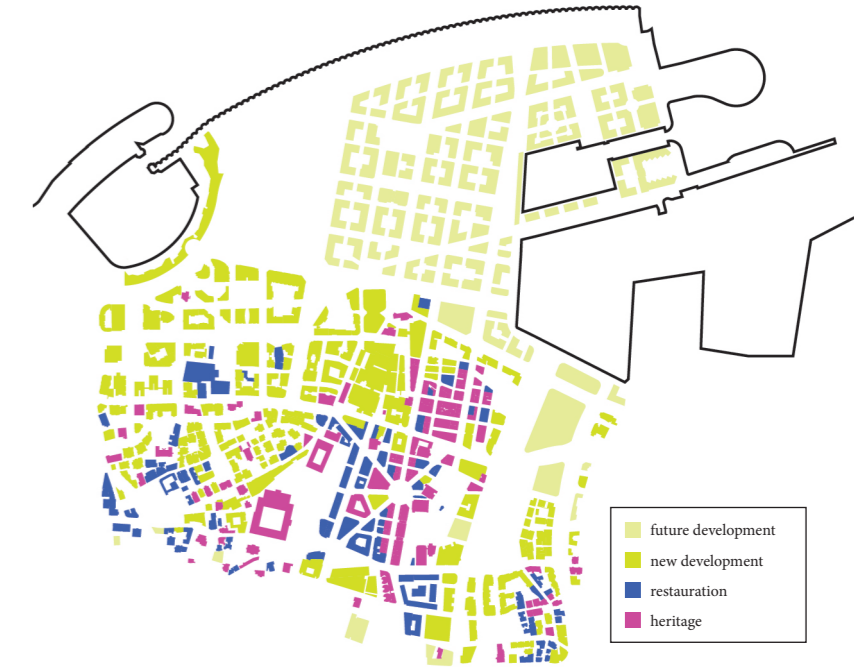 future development
new development
restauration
heritage